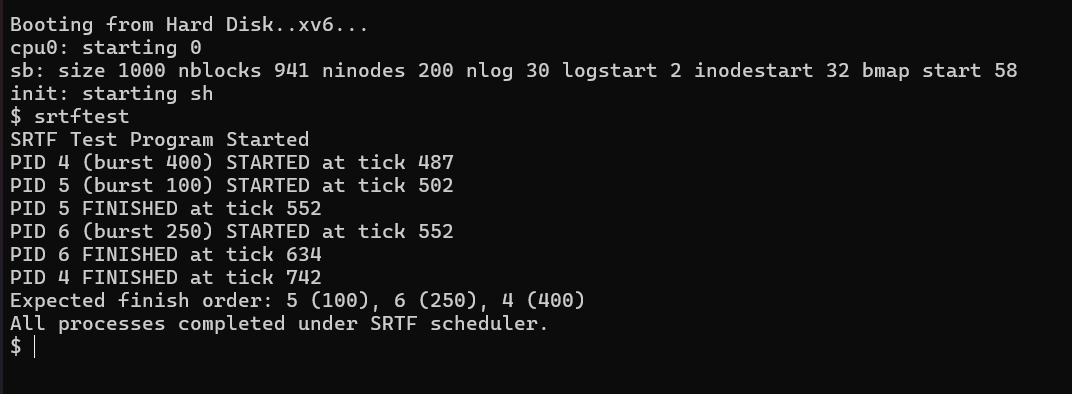 Booting from Hard Disk..xv6...
cpu0: starting 0
sb: size 1000 nblocks 941 ninodes 200 nlog 30 logstart 2 inodestart 32 bmap start 58
init: starting sh
$ srtftest
SRTF Test Program Started
PID 4 (burst 400) STARTED at tick 487
PID 5 (burst 100) STARTED at tick 502
PID 5 FINISHED at tick 552
PID 6 (burst 250) STARTED at tick 552
PID 6 FINISHED at tick 634
PID 4 FINISHED at tick 742
Expected finish order: 5 (100), 6 (250), 4 (400)
All processes completed under SRTF scheduler.
$